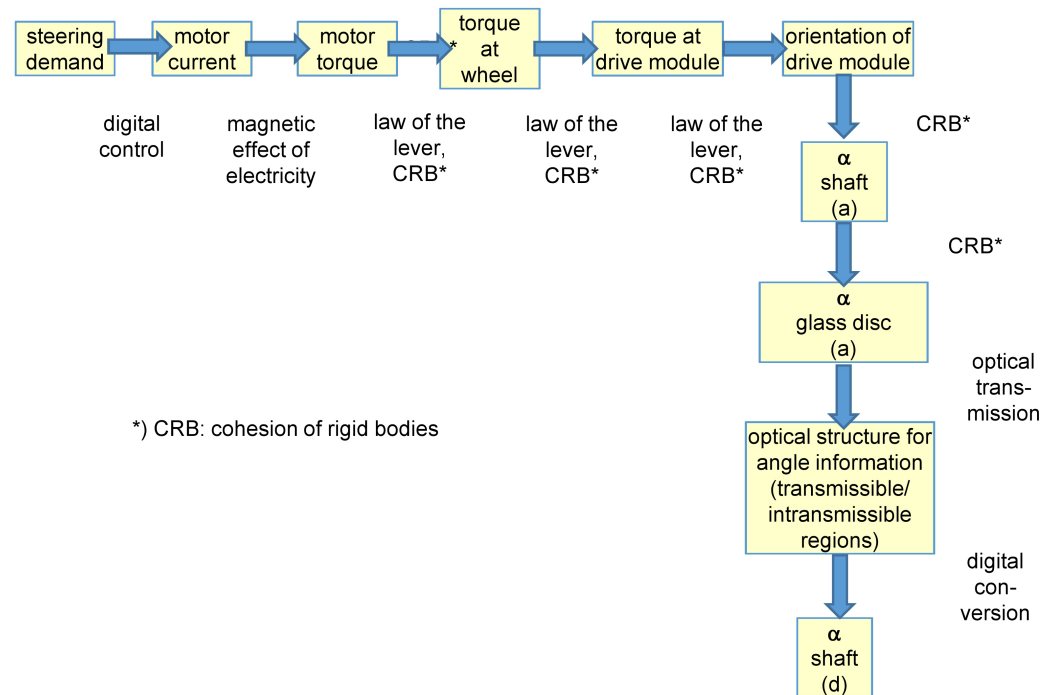 steering
demand
motor
current
motor
torque
*
torque
at
wheel
torque at
drive module
orientation of
drive module
digital
control
magnetic
effect of
electricity
law of the
lever,
CRB*
law of the
lever,
CRB*
law of the
lever,
CRB*
CRB*
α
shaft
(a)
CRB*
α
glass disc
(a)
optical
trans-
mission
*) CRB: cohesion of rigid bodies
optical structure for
angle information
(transmissible/
intransmissible
regions)
digital
con-
version
α
shaft
(d)